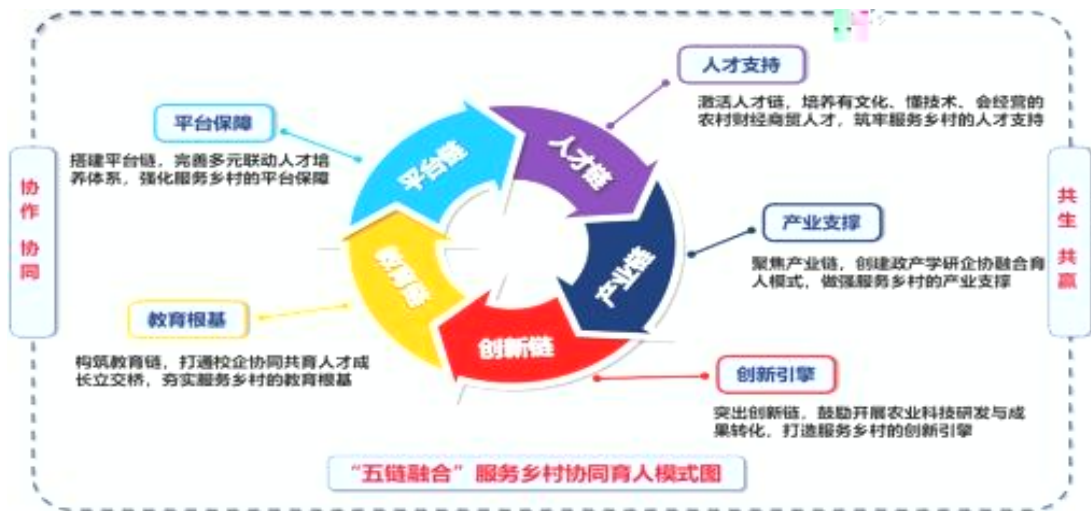 人才支持
激活人才链，培养有文化、懂技术、会经营的
农村财经商贸人才，筑牢服务乡村的人才支持
平台保障
搭建平台链，完善多元联动人才培
养体系，强化服务乡村的平台保障
平台链
人才链
产业链
创新链
教育链
协作 协同
共生 共赢
产业支撑
聚焦产业链，创建政产学研企协融合育
人模式，做强服务乡村的产业支撑
教育根基
构筑教育链，打通校企协同共育人才成
长立交桥，夯实服务乡村的教育根基
创新引擎
突出创新链，鼓励开展农业科技研发与成
果转化，打造服务乡村的创新引擎
“五链融合”服务乡村协同育人模式图